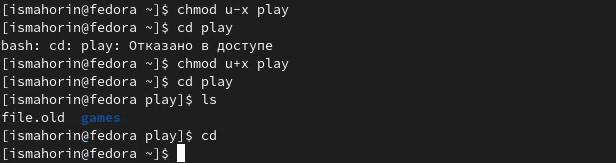 [ismahorin@fedora ~]$ chmod u-x play
[ismahorin@fedora ~]$ cd play
bash: cd: play: Отказано в доступе
[ismahorin@fedora ~]$ chmod u+x play
[ismahorin@fedora ~]$ cd play
[ismahorin@fedora play]$ ls
file.old  games
[ismahorin@fedora play]$ cd
[ismahorin@fedora ~]$